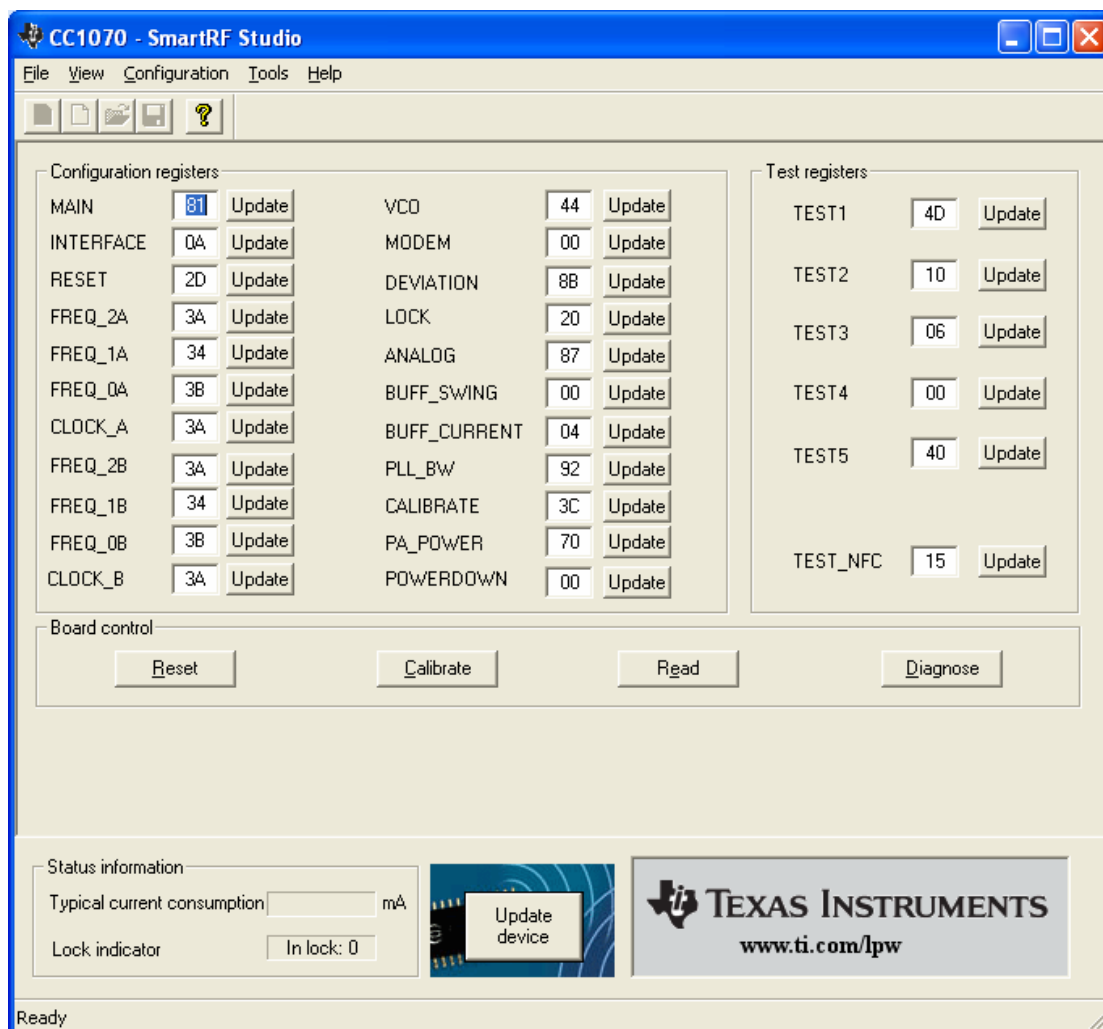 CC1070 - SmartRF Studio
File View Configuration Tools Help
Configuration registers
MAIN 81 Update
INTERFACE 0A Update
RESET 2D Update
FREQ_2A 3A Update
FREQ_1A 34 Update
FREQ_0A 3B Update
CLOCK_A 3A Update
FREQ_2B 3A Update
FREQ_1B 34 Update
FREQ_0B 3B Update
CLOCK_B 3A Update
VCO 44 Update
MODEM 00 Update
DEVIATION 8B Update
LOCK 20 Update
ANALOG 87 Update
BUFF_SWING 00 Update
BUFF_CURRENT 04 Update
PLL_BW 92 Update
CALIBRATE 3C Update
PA_POWER 70 Update
POWERDOWN 00 Update
Test registers
TEST1 4D Update
TEST2 10 Update
TEST3 06 Update
TEST4 00 Update
TEST5 40 Update
TEST_NFC 15 Update
Board control
Reset Calibrate Read Diagnose
Status information
Typical current consumption mA
Lock indicator In lock: 0
Update
device
TEXAS INSTRUMENTS
www.ti.com/lpw
Ready